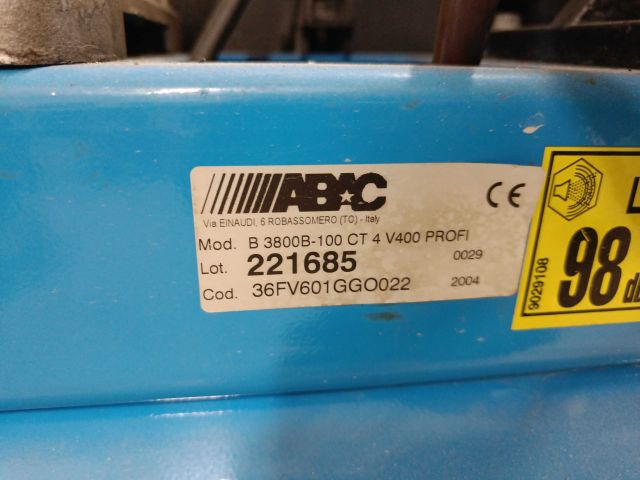 ABAC
CE
Via EINAUDI, 6 ROBASSOMERO (TO) - Italy
Mod. B 3800B-100 CT 4 V400 PROFI
Lot. 221685 0029
Cod. 36FV601GGO022 2004
9029108
98